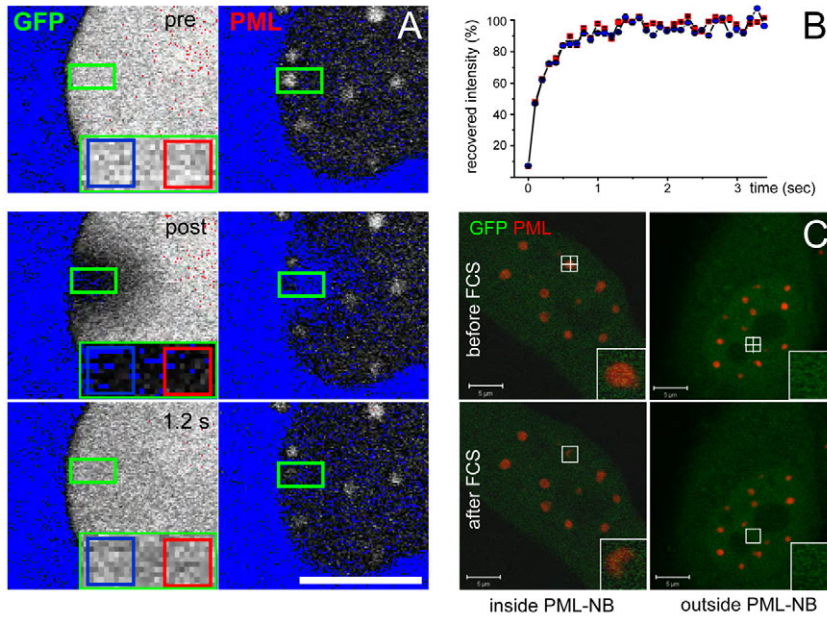 GFP
pre
PML
A
post
1.2 s
B
recovered intensity (%)
100
80
60
40
20
0
1
2
3
time (sec)
GFP PML
C
before FCS
5 µm
5 µm
after FCS
5 µm
5 µm
inside PML-NB
outside PML-NB